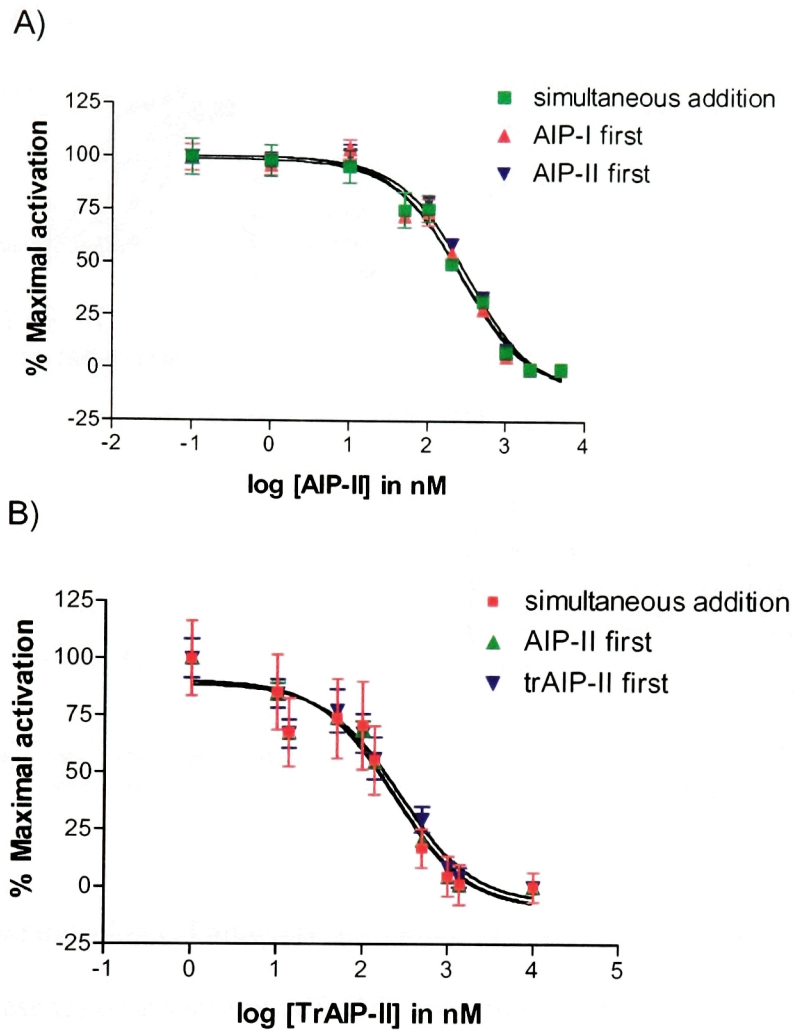 A)
simultaneous addition
AIP-I first
AIP-II first
% Maximal activation
125
100
75
50
25
0
-25
-2 -1 0 1 2 3 4
log [AIP-II] in nM
B)
simultaneous addition
AIP-II first
trAIP-II first
% Maximal activation
125
100
75
50
25
0
-25
-1 0 1 2 3 4 5
log [TrAIP-II] in nM